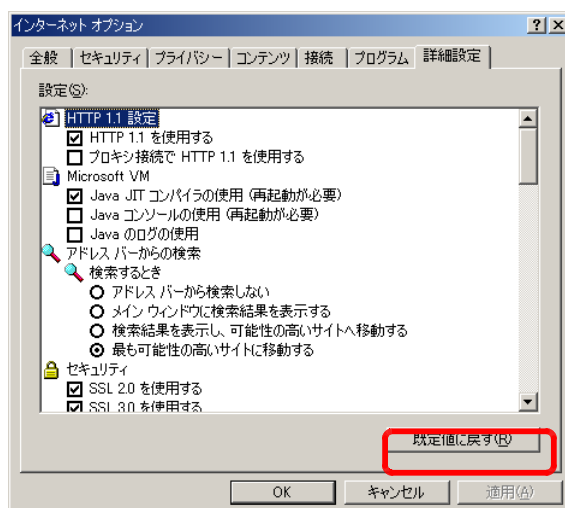 インターネット オプション
全般 セキュリティ プライバシー コンテンツ 接続 プログラム 詳細設定
設定(S):
HTTP 1.1 設定
HTTP 1.1 を使用する
プロキシ接続で HTTP 1.1 を使用する
Microsoft VM
Java JIT コンパイラの使用 (再起動が必要)
Java コンソールの使用 (再起動が必要)
Java のログの使用
アドレス バーからの検索
検索するとき
アドレス バーから検索しない
メイン ウィンドウに検索結果を表示する
検索結果を表示し、可能性の高いサイトへ移動する
最も可能性の高いサイトに移動する
セキュリティ
SSL 2.0 を使用する
SSL 3.0 を使用する
既定値に戻す(R)
OK キャンセル 適用(A)